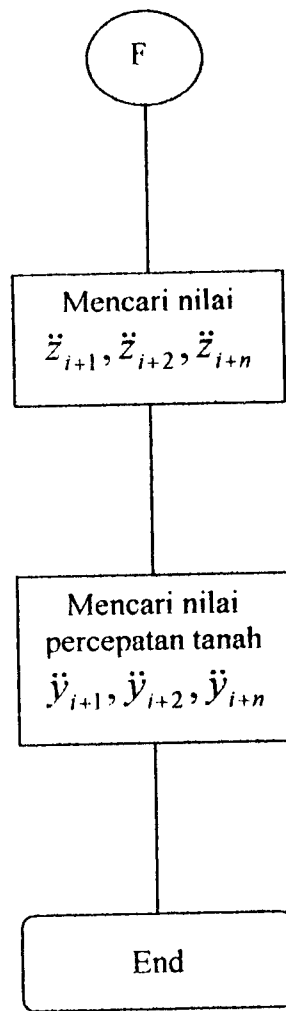 F
Mencari nilai
z̈ᵢ₊₁, z̈ᵢ₊₂, z̈ᵢ₊ₙ
Mencari nilai
percepatan tanah
ÿᵢ₊₁, ÿᵢ₊₂, ÿᵢ₊ₙ
End